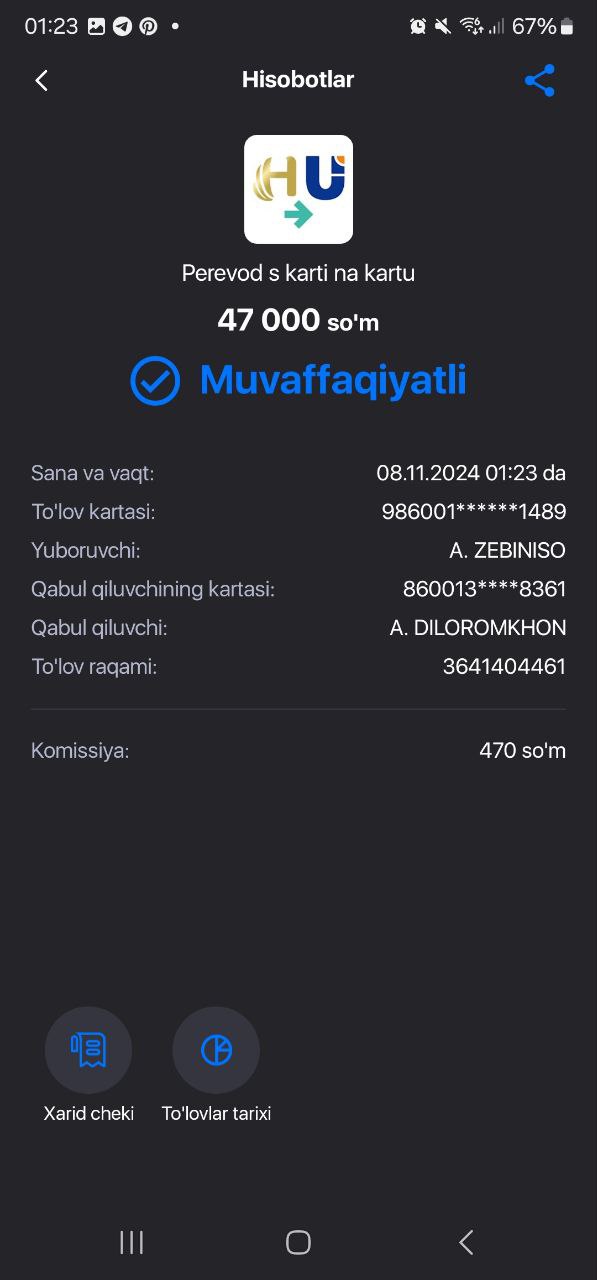 01:23 67%
Hisobotlar
HU
Perevod s karti na kartu
47 000 so'm
Muvaffaqiyatli
Sana va vaqt: 08.11.2024 01:23 da
To'lov kartasi: 986001******1489
Yuboruvchi: A. ZEBINISO
Qabul qiluvchining kartasi: 860013****8361
Qabul qiluvchi: A. DILOROMKHON
To'lov raqami: 3641404461
Komissiya: 470 so'm
Xarid cheki To'lovlar tarixi